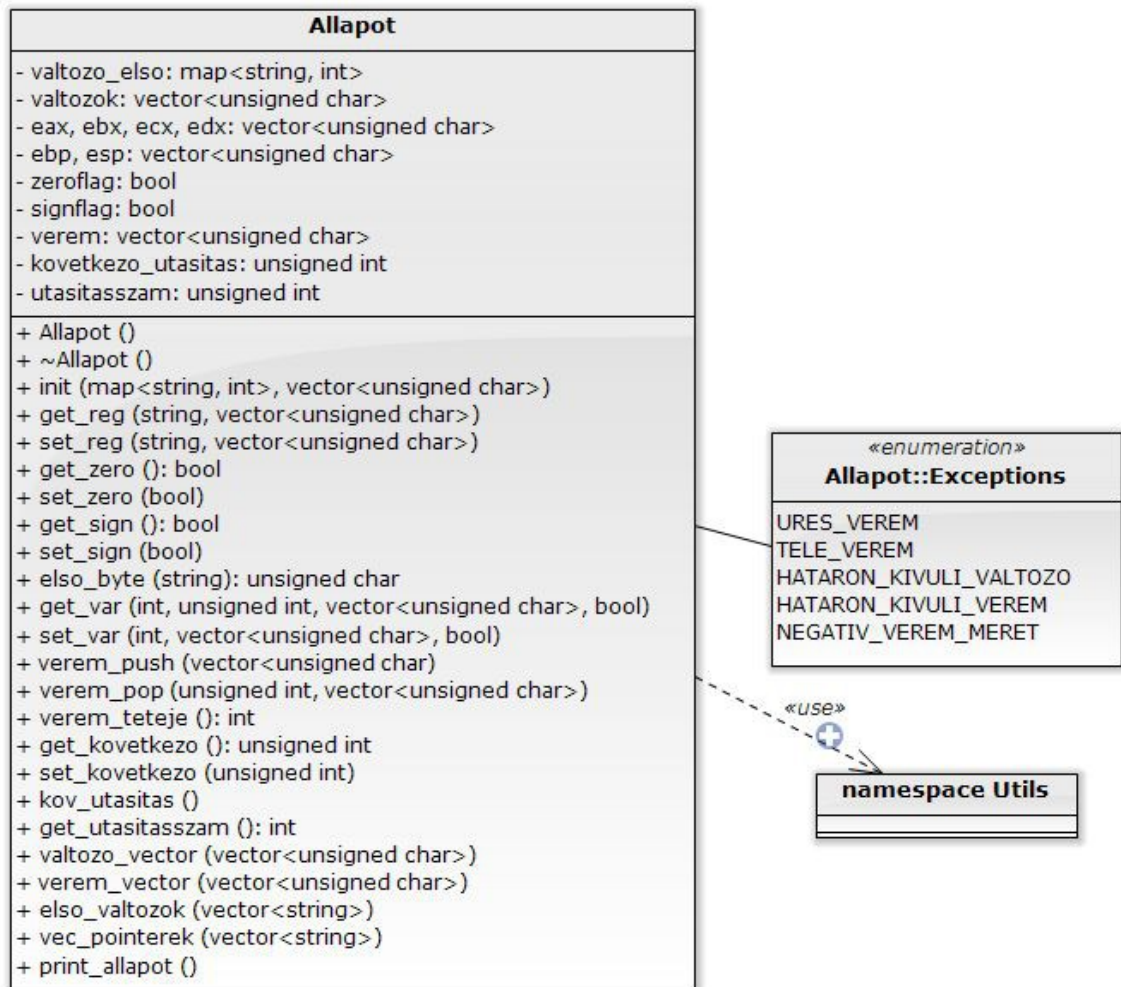 Allapot
- valtozo_elso: map<string, int>
- valtozok: vector<unsigned char>
- eax, ebx, ecx, edx: vector<unsigned char>
- ebp, esp: vector<unsigned char>
- zeroflag: bool
- signflag: bool
- verem: vector<unsigned char>
- kovetkezo_utasitas: unsigned int
- utasitasszam: unsigned int
+ Allapot ()
+ ~Allapot ()
+ init (map<string, int>, vector<unsigned char>)
+ get_reg (string, vector<unsigned char>)
+ set_reg (string, vector<unsigned char>)
+ get_zero (): bool
+ set_zero (bool)
+ get_sign (): bool
+ set_sign (bool)
+ elso_byte (string): unsigned char
+ get_var (int, unsigned int, vector<unsigned char>, bool)
+ set_var (int, vector<unsigned char>, bool)
+ verem_push (vector<unsigned char)
+ verem_pop (unsigned int, vector<unsigned char>)
+ verem_teteje (): int
+ get_kovetkezo (): unsigned int
+ set_kovetkezo (unsigned int)
+ kov_utasitas ()
+ get_utasitasszam (): int
+ valtozo_vector (vector<unsigned char>)
+ verem_vector (vector<unsigned char>)
+ elso_valtozok (vector<string>)
+ vec_pointerek (vector<string>)
+ print_allapot ()
«enumeration»
Allapot::Exceptions
URES_VEREM
TELE_VEREM
HATARON_KIVULI_VALTOZO
HATARON_KIVULI_VEREM
NEGATIV_VEREM_MERET
«use»
namespace Utils